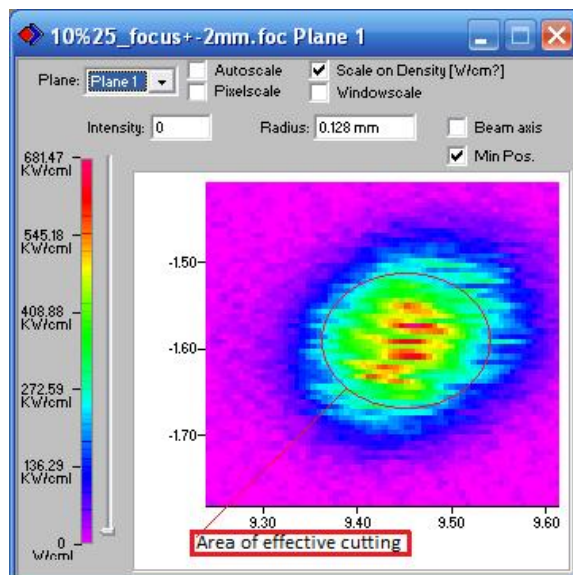 10%25_focus+-2mm.foc Plane 1
Plane: Plane 1
Autoscale
Scale on Density [W/cm?]
Pixelscale
Windowscale
Intensity: 0
Radius: 0.128 mm
Beam axis
Min Pos.
681.47
KW/cml
545.18
KW/cml
408.88
KW/cml
272.59
KW/cml
136.29
KW/cml
0
W/cml
-1.50
-1.60
-1.70
9.30
9.40
9.50
9.60
Area of effective cutting